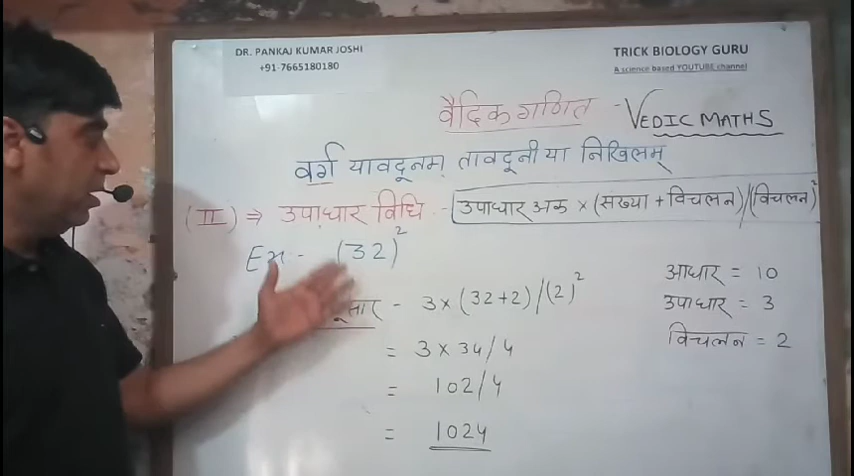 DR. PANKAJ KUMAR JOSHI
+91-7665180180
TRICK BIOLOGY GURU
A science based YOUTUBE channel
वैदिक गणित - VEDIC MATHS
वर्ग यावदूनम् तावदूनी या निखिलम्
(II) ⇒ उपाधार विधि - उपाधार अंक × (संख्या + विचलन)/(विचलन)²
Ex - (32)²
3 × (32+2)/(2)²
= 3 × 34/4
= 102/4
= 1024
आधार = 10
उपाधार = 3
विचलन = 2